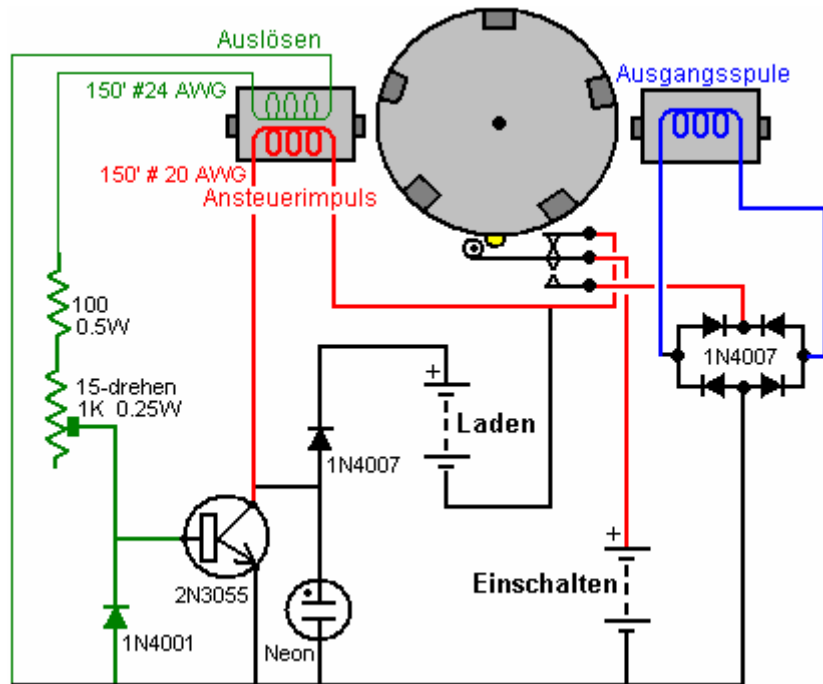 Auslösen
Ausgangsspule
150' #24 AWG
150' # 20 AWG
Ansteuerimpuls
100
0.5W
1N4007
15-drehen
1K 0.25W
+
Laden
1N4007
+
Einschalten
2N3055
1N4001
Neon